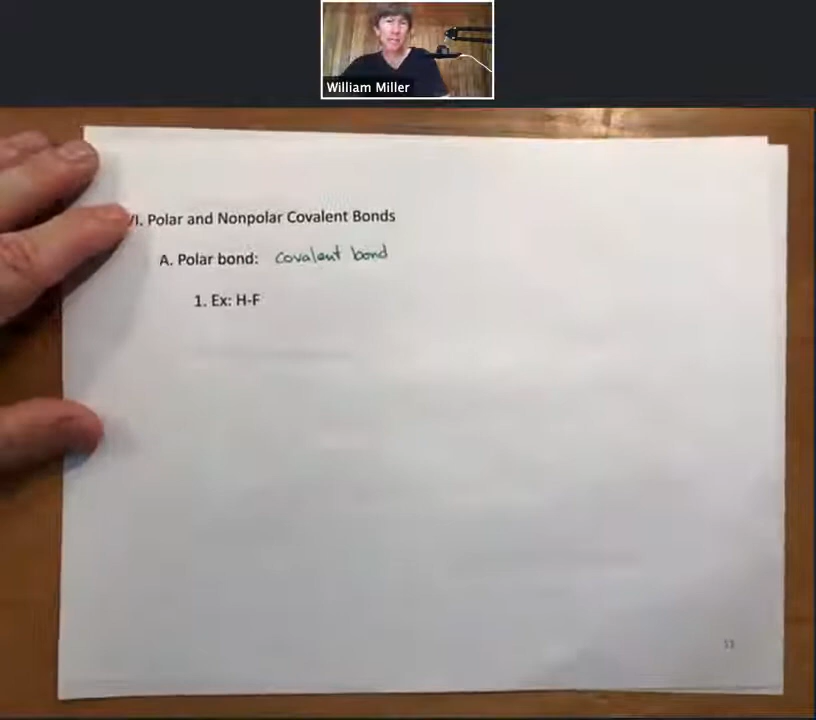 William Miller
VI. Polar and Nonpolar Covalent Bonds
A. Polar bond: covalent bond
1. Ex: H-F